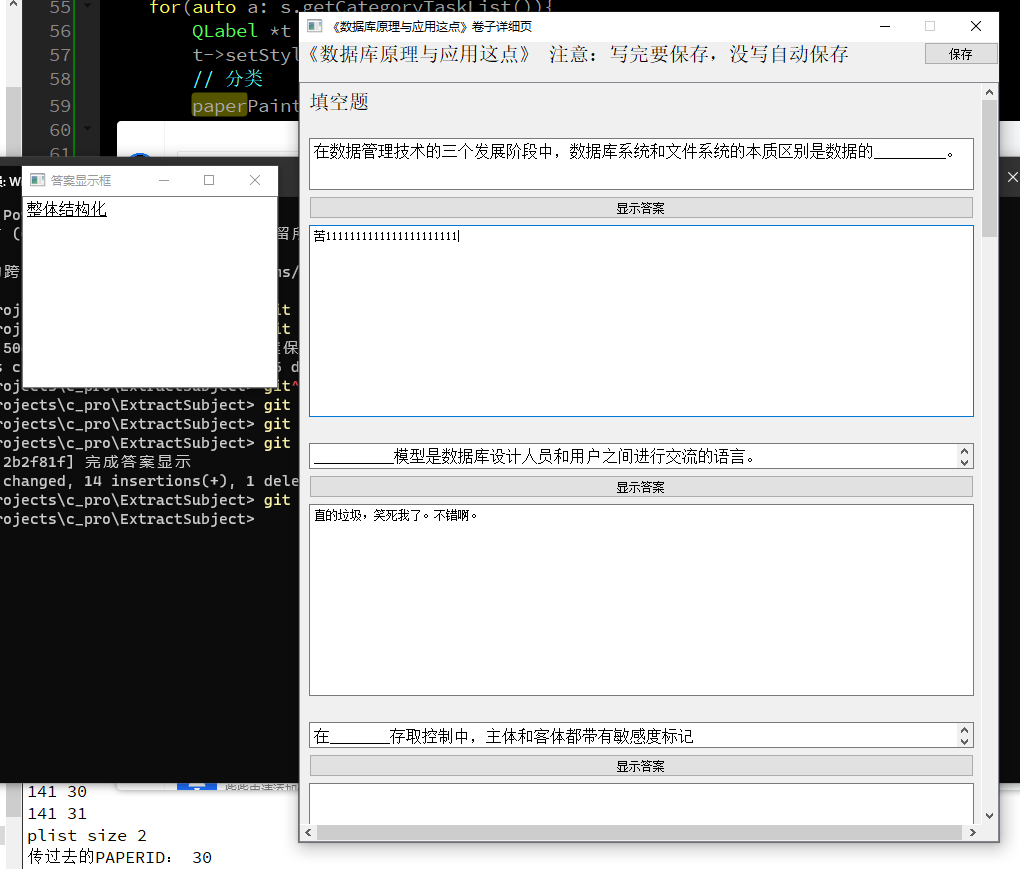 55 for(auto a: s.getCategoryTaskList()){
56 QLabel *t
57 t->setStyl
58 // 分类
59 paperPaint
60
61
《数据库原理与应用这点》卷子详细页
《数据库原理与应用这点》 注意：写完要保存，没写自动保存
保存
填空题
在数据管理技术的三个发展阶段中，数据库系统和文件系统的本质区别是数据的_________。
显示答案
苦1111111111111111111111
__________模型是数据库设计人员和用户之间进行交流的语言。
显示答案
直的垃圾，笑死我了。不错啊。
在________存取控制中，主体和客体都带有敏感度标记
显示答案
答案显示框
整体结构化
git^
rojects\c_pro\ExtractSubject> git
rojects\c_pro\ExtractSubject> git
rojects\c_pro\ExtractSubject> git
2b2f81f] 完成答案显示
changed, 14 insertions(+), 1 dele
rojects\c_pro\ExtractSubject> git
rojects\c_pro\ExtractSubject>
141 30
141 31
plist size 2
传过去的PAPERID： 30